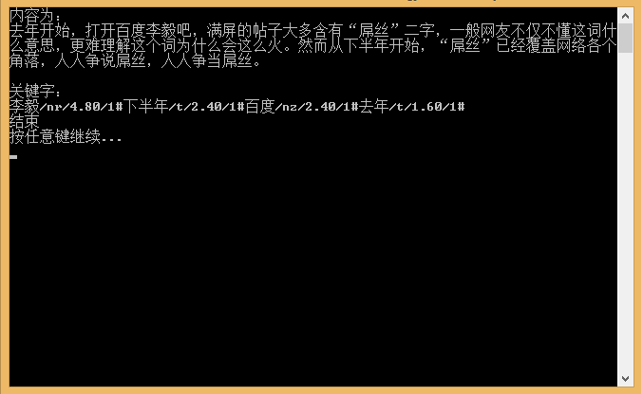 内容为:
去年开始，打开百度李毅吧，满屏的帖子大多含有“屌丝”二字，一般网友不仅不懂这词什
么意思，更难理解这个词为什么会这么火。然而从下半年开始，“屌丝”已经覆盖网络各个
角落，人人争说屌丝，人人争当屌丝。
关键字:
李毅/nr/4.80/1#下半年/t/2.40/1#百度/nz/2.40/1#去年/t/1.60/1#
结束
按任意键继续...